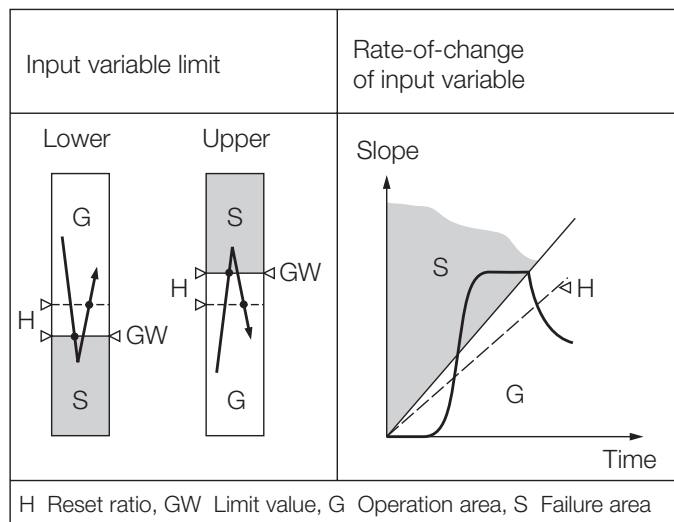 Input variable limit
Rate-of-change
of input variable
Lower
Upper
G
S
H
GW
S
H
GW
G
Slope
S
H
G
Time
H Reset ratio, GW Limit value, G Operation area, S Failure area